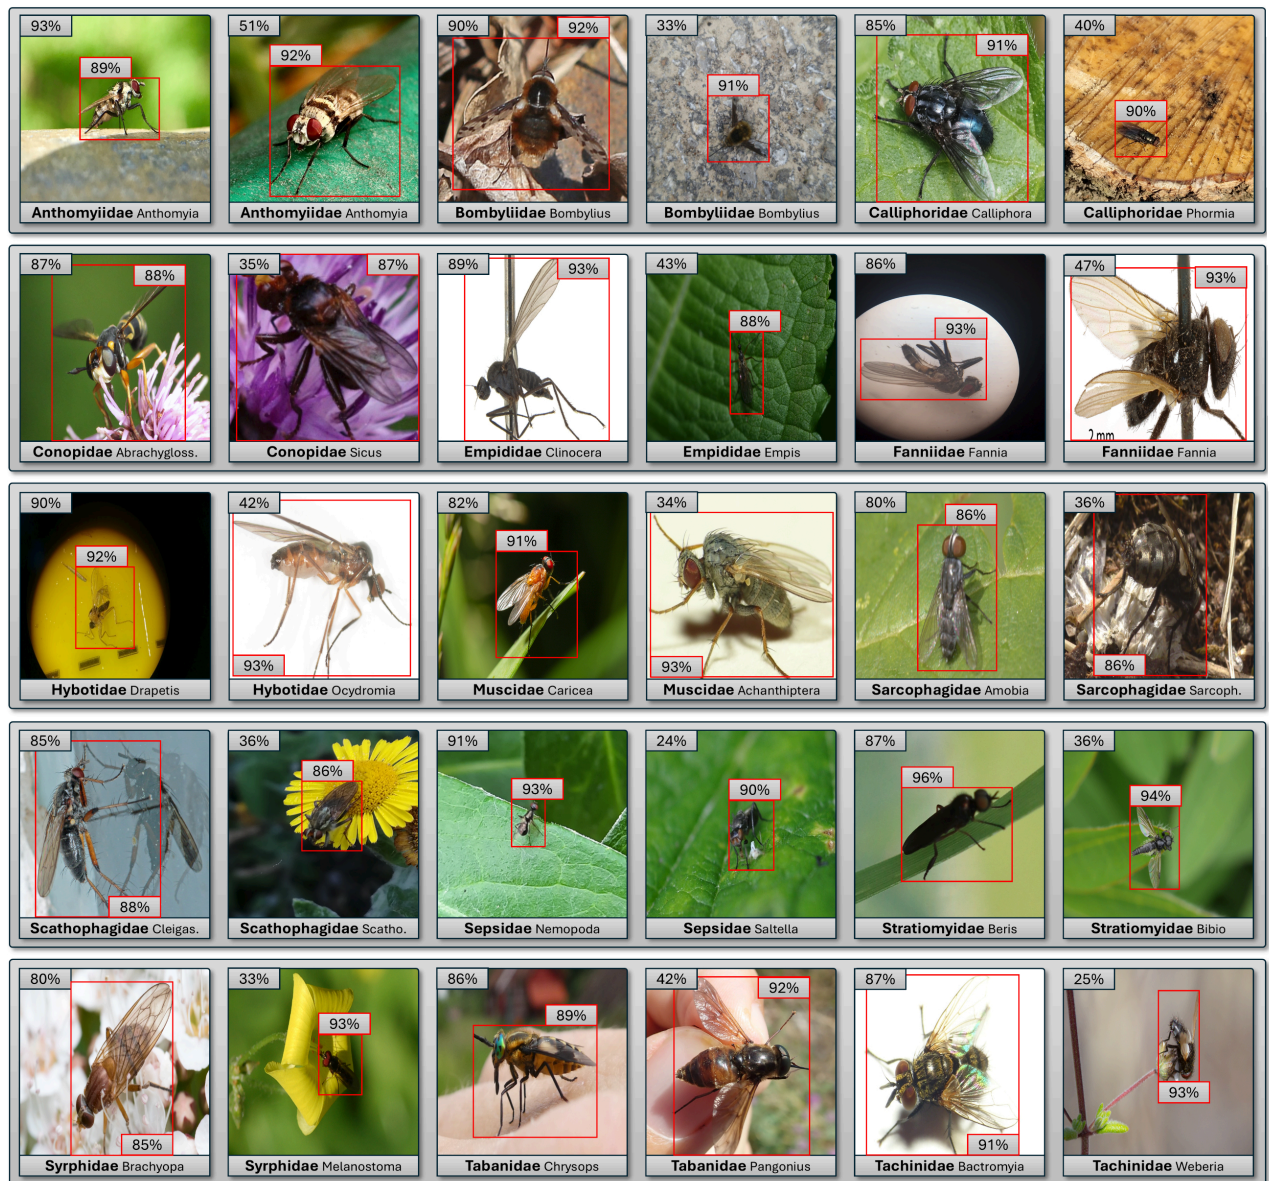 93% 51% 90% 92% 33% 85% 91% 40%
89% 92% 91% 90%
Anthomyiidae Anthomyia Anthomyiidae Anthomyia Bombyliidae Bombylius Bombyliidae Bombylius Calliphoridae Calliphora Calliphoridae Phormia
87% 88% 35% 87% 89% 93% 43% 86% 47% 93%
88% 93%
2 mm
Conopidae Abrachygloss. Conopidae Sicus Empididae Clinocera Empididae Empis Fanniidae Fannia Fanniidae Fannia
90% 42% 82% 34% 80% 86% 36%
92% 91%
93% 93% 86%
Hybotidae Drapetis Hybotidae Ocydromia Muscidae Caricea Muscidae Achanthiptera Sarcophagidae Amobia Sarcophagidae Sarcoph.
85% 36% 91% 24% 87% 36%
86% 93% 90% 96% 94%
88%
Scathophagidae Cleigas. Scathophagidae Scatho. Sepsidae Nemopoda Sepsidae Saltella Stratiomyidae Beris Stratiomyidae Bibio
80% 33% 86% 42% 92% 87% 25%
93% 89%
85% 91% 93%
Syrphidae Brachyopa Syrphidae Melanostoma Tabanidae Chrysops Tabanidae Pangonius Tachinidae Bactromyia Tachinidae Weberia